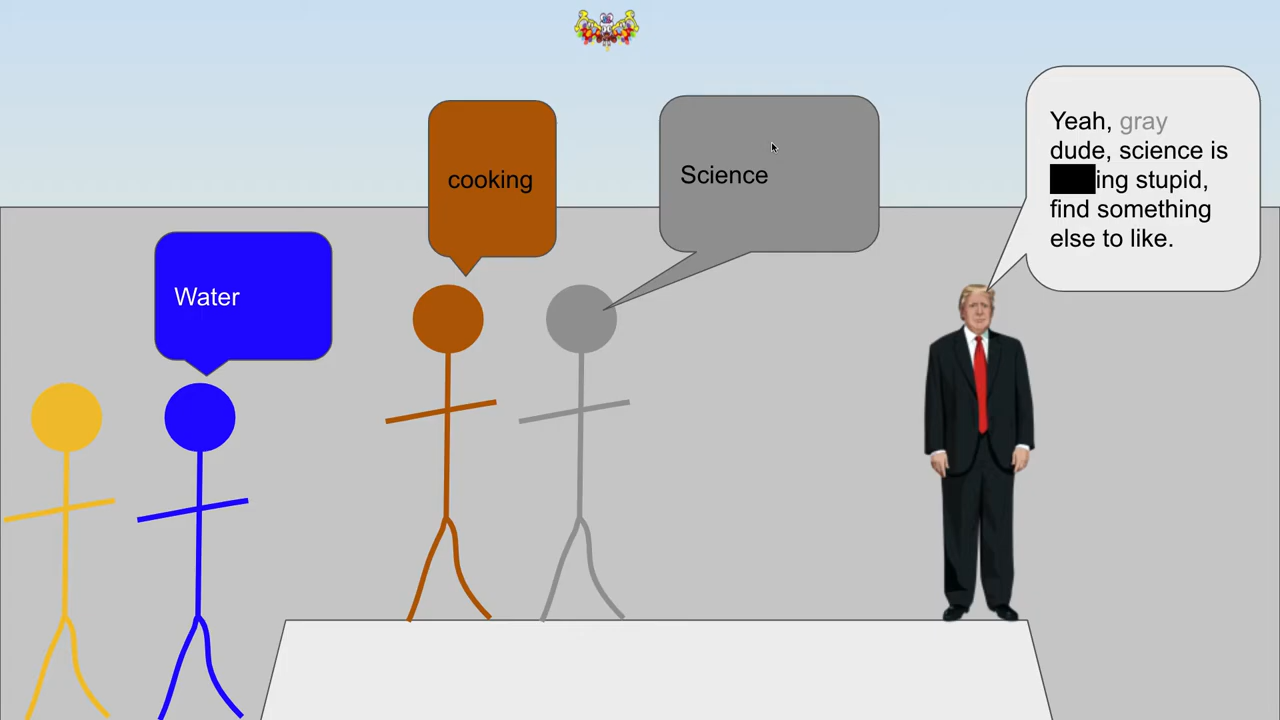 Water
cooking
Science
Yeah, gray
dude, science is
ing stupid,
find something
else to like.